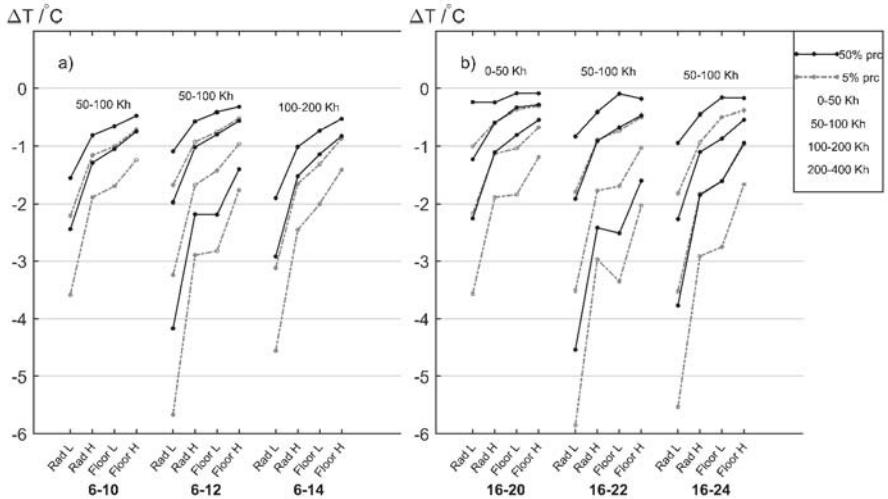 ΔT /°C
ΔT /°C
a)
50-100 Kh
50-100 Kh
100-200 Kh
b)
0-50 Kh
50-100 Kh
50-100 Kh
50% prc
5% prc
0-50 Kh
50-100 Kh
100-200 Kh
200-400 Kh
0
-1
-2
-3
-4
-5
-6
0
-1
-2
-3
-4
-5
-6
Rad L
Rad H
Floor L
Floor H
Rad L
Rad H
Floor L
Floor H
Rad L
Rad H
Floor L
Floor H
6-10
6-12
6-14
Rad L
Rad H
Floor L
Floor H
Rad L
Rad H
Floor L
Floor H
Rad L
Rad H
Floor L
Floor H
16-20
16-22
16-24